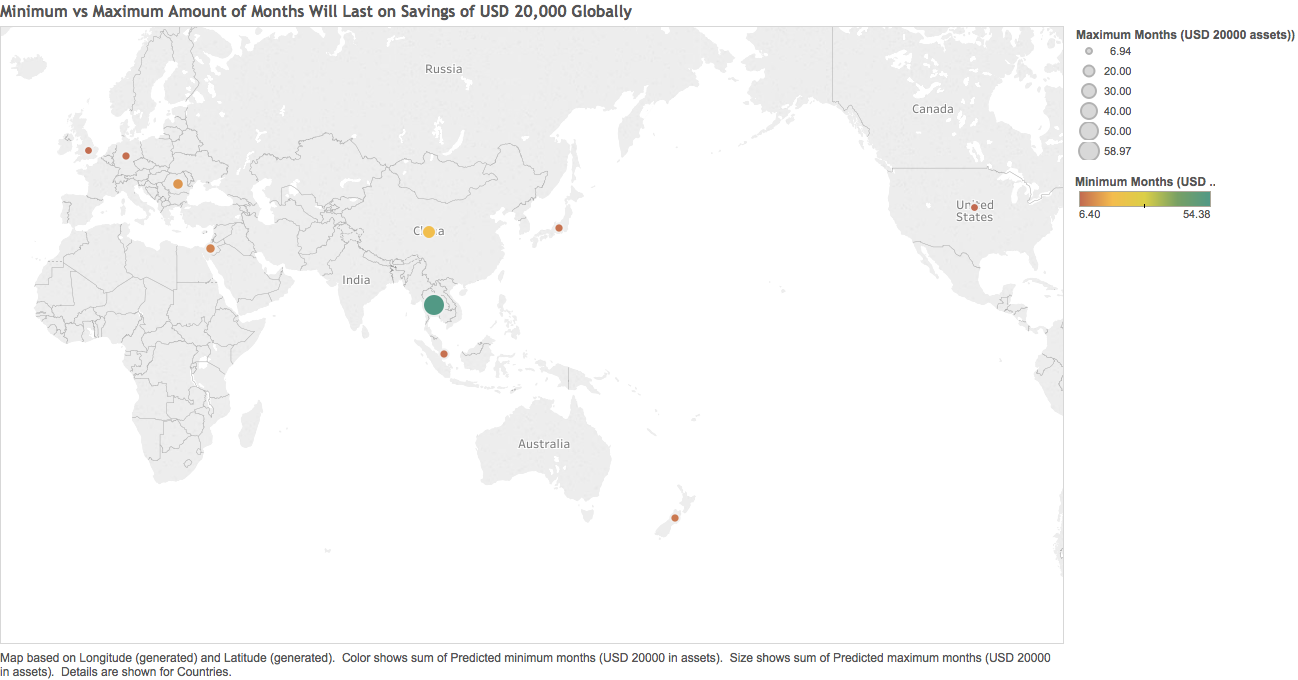 Minimum vs Maximum Amount of Months Will Last on Savings of USD 20,000 Globally
Maximum Months (USD 20000 assets))
6.94
20.00
30.00
40.00
50.00
58.97
Minimum Months (USD ..
6.40 54.38
Russia
Canada
United
States
China
India
Australia
Map based on Longitude (generated) and Latitude (generated).  Color shows sum of Predicted minimum months (USD 20000 in assets).  Size shows sum of Predicted maximum months (USD 20000
in assets).  Details are shown for Countries.